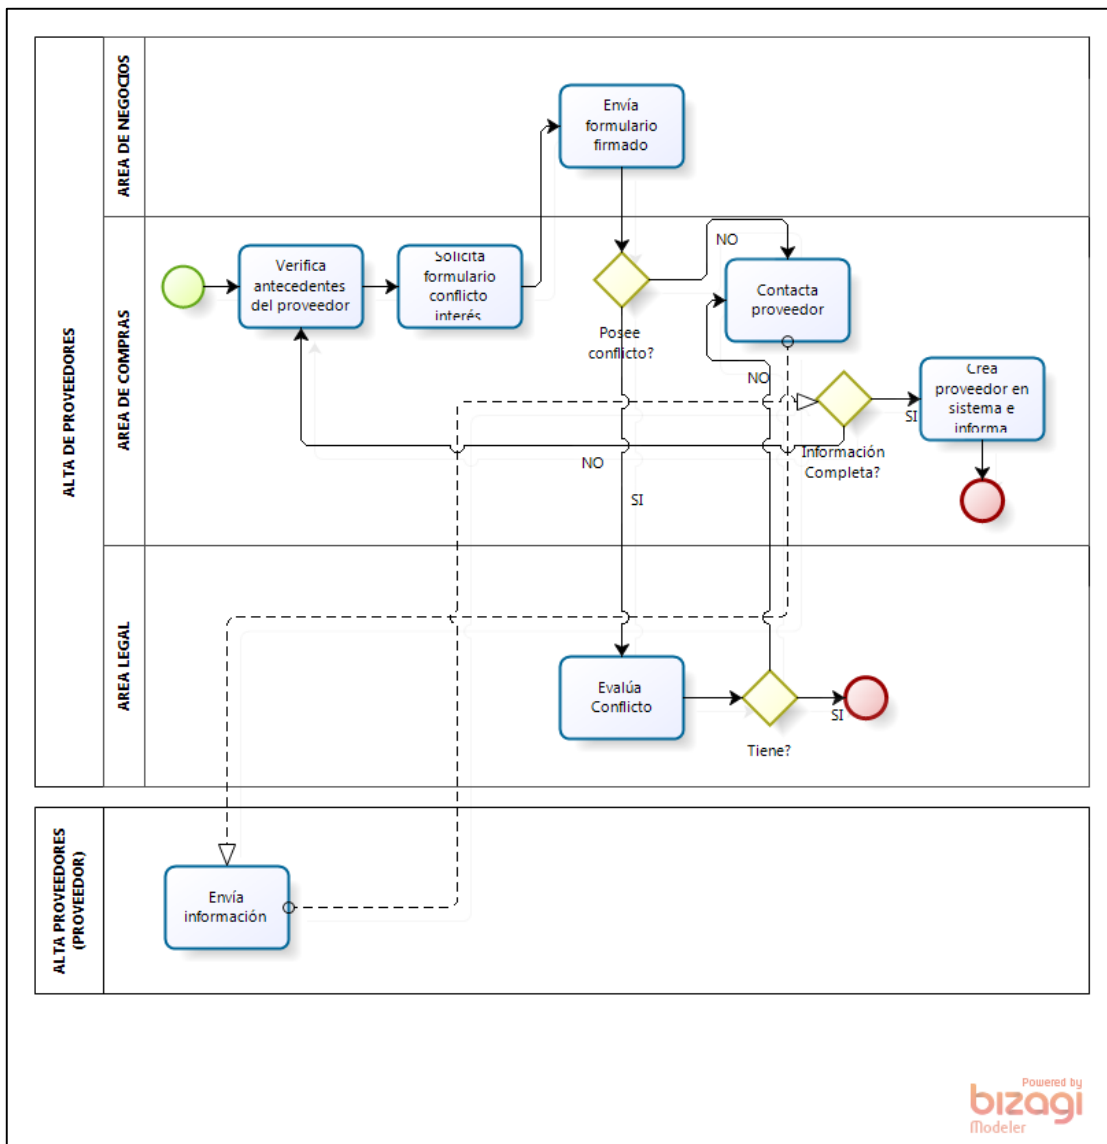 ALTA DE PROVEEDORES
AREA DE NEGOCIOS
Envía
formulario
firmado
AREA DE COMPRAS
Verifica
antecedentes
del proveedor
Solicita
formulario
conflicto
interés
Posee
conflicto?
NO
Contacta
proveedor
NO
Crea
proveedor en
sistema e
informa
SI
Información
Completa?
NO
SI
AREA LEGAL
Evalúa
Conflicto
Tiene?
SI
ALTA PROVEEDORES
(PROVEEDOR)
Envía
información
Powered by
bizagi
Modeler